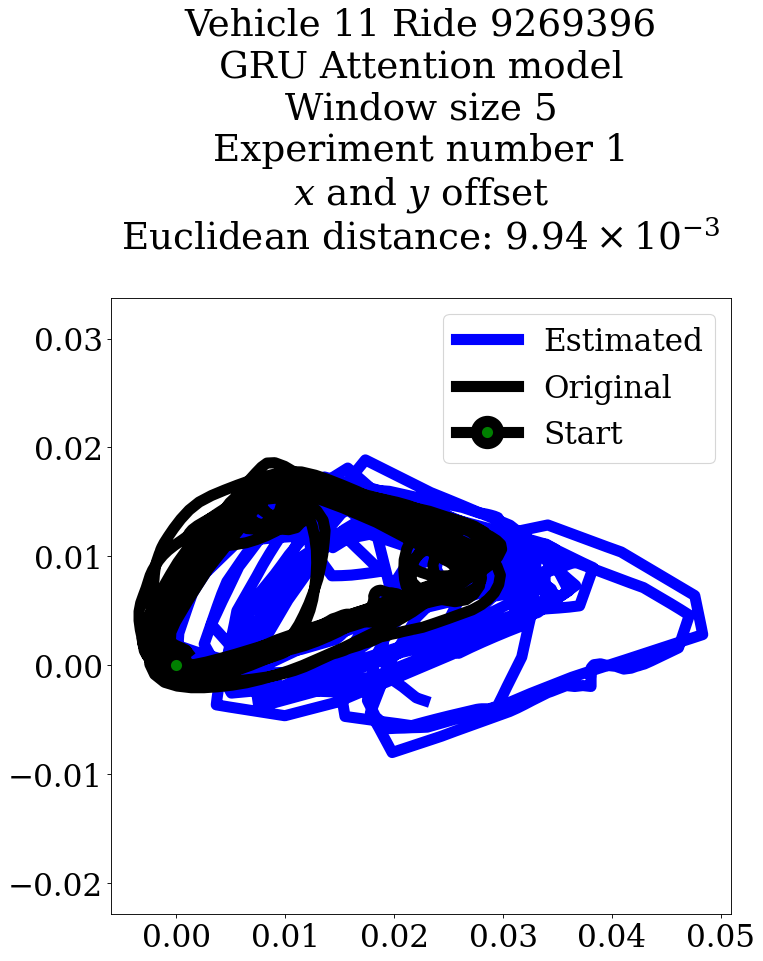 Vehicle 11 Ride 9269396
GRU Attention model
Window size 5
Experiment number 1
x and y offset
Euclidean distance: 9.94 × 10⁻³
Estimated
Original
Start
0.03
0.02
0.01
0.00
−0.01
−0.02
0.00 0.01 0.02 0.03 0.04 0.05